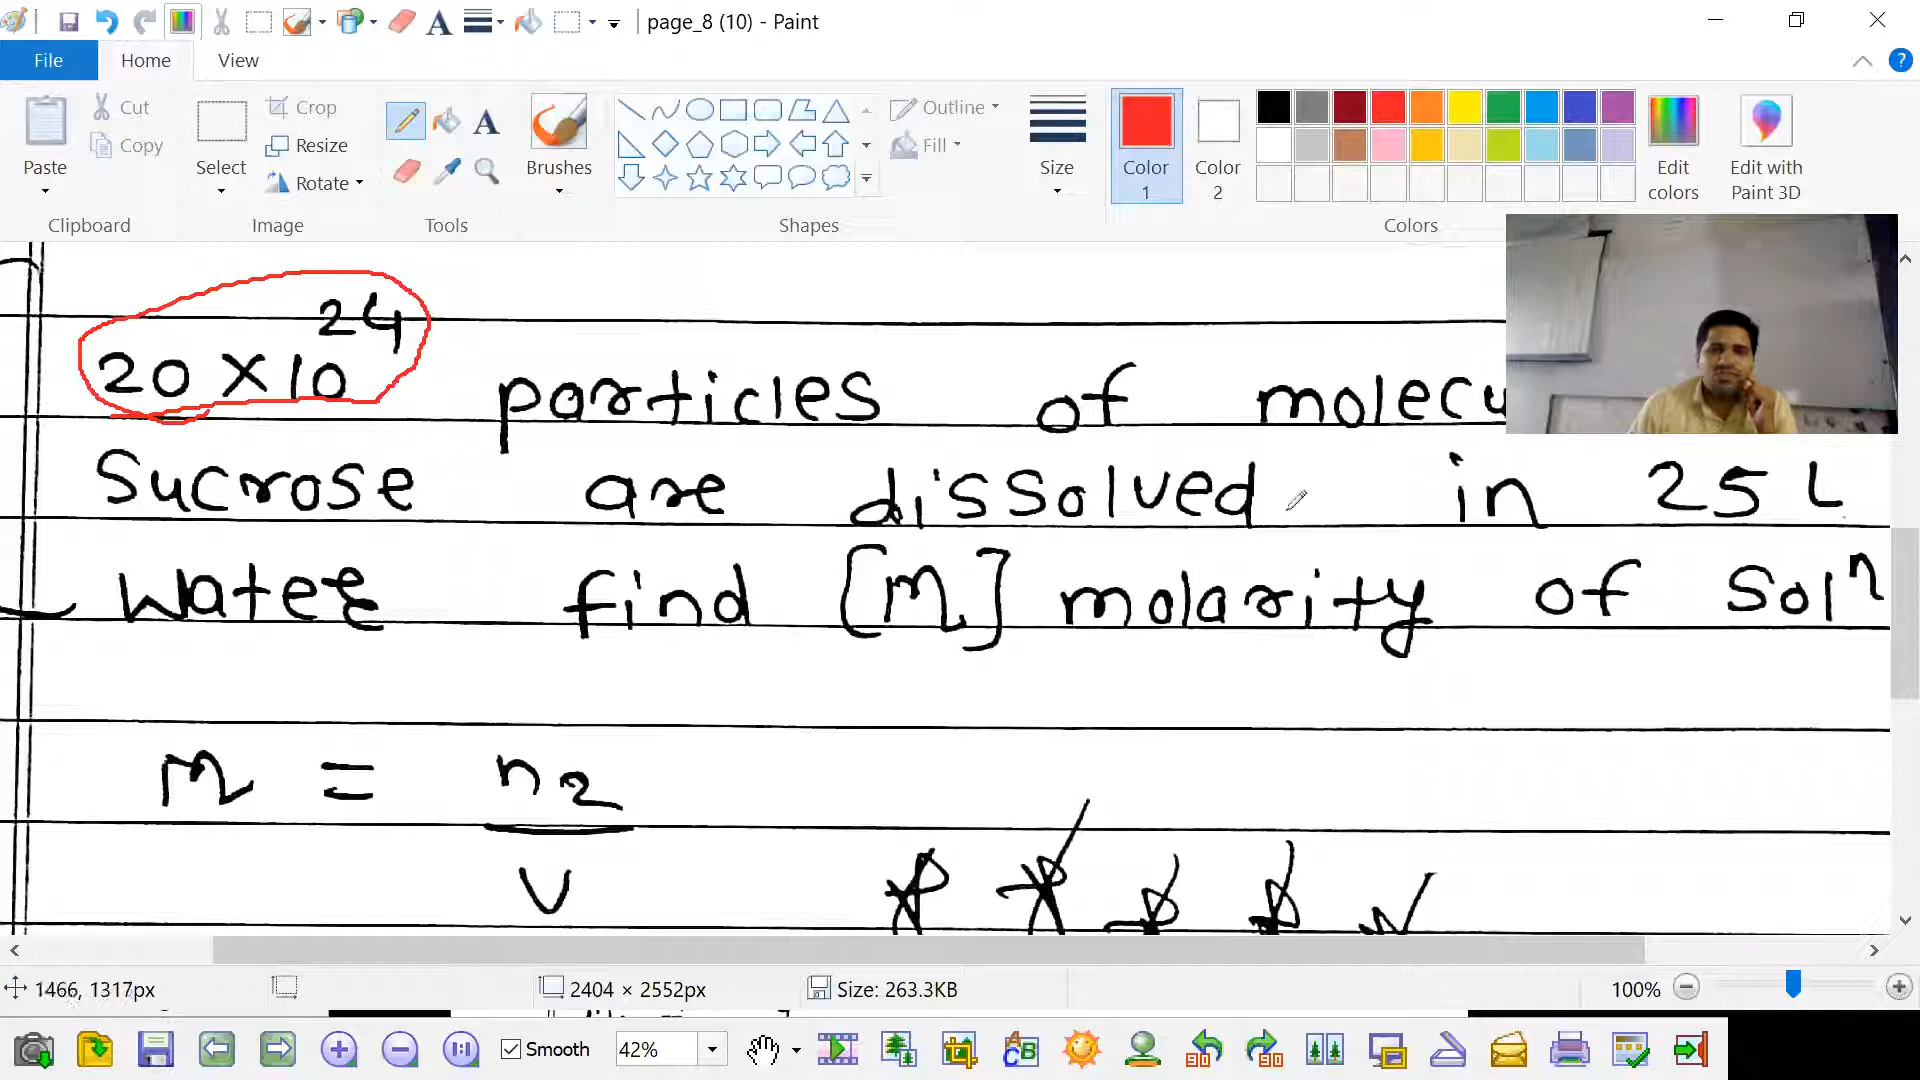 page_8 (10) - Paint
File Home View
Cut
Copy
Paste
Clipboard
Crop
Resize
Rotate
Select
Image
Tools
Brushes
Shapes
Outline
Fill
Size
Color 1
Color 2
Edit colors
Edit with Paint 3D
Colors
20 × 10^24 particles of molecu
Sucrose are dissolved in 25 L
Water find [M] molarity of Solⁿ
M = n₂
V
1466, 1317px
2404 × 2552px
Size: 263.3KB
100%
Smooth
42%